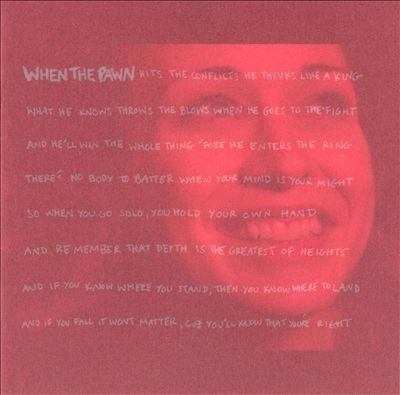 WHEN THE PAWN HITS THE CONFLICTS HE THINKS LIKE A KING
WHAT HE KNOWS THROWS THE BLOWS WHEN HE GOES TO THE FIGHT
AND HE'LL WIN THE WHOLE THING 'FORE HE ENTERS THE RING
THERE'S NO BODY TO BATTER WHEN YOUR MIND IS YOUR MIGHT
SO WHEN YOU GO SOLO, YOU HOLD YOUR OWN HAND
AND REMEMBER THAT DEPTH IS THE GREATEST OF HEIGHTS
AND IF YOU KNOW WHERE YOU STAND, THEN YOU KNOW WHERE TO LAND
AND IF YOU FALL IT WONT MATTER, CUZ YOU'LL KNOW THAT YOU'RE RIGHT